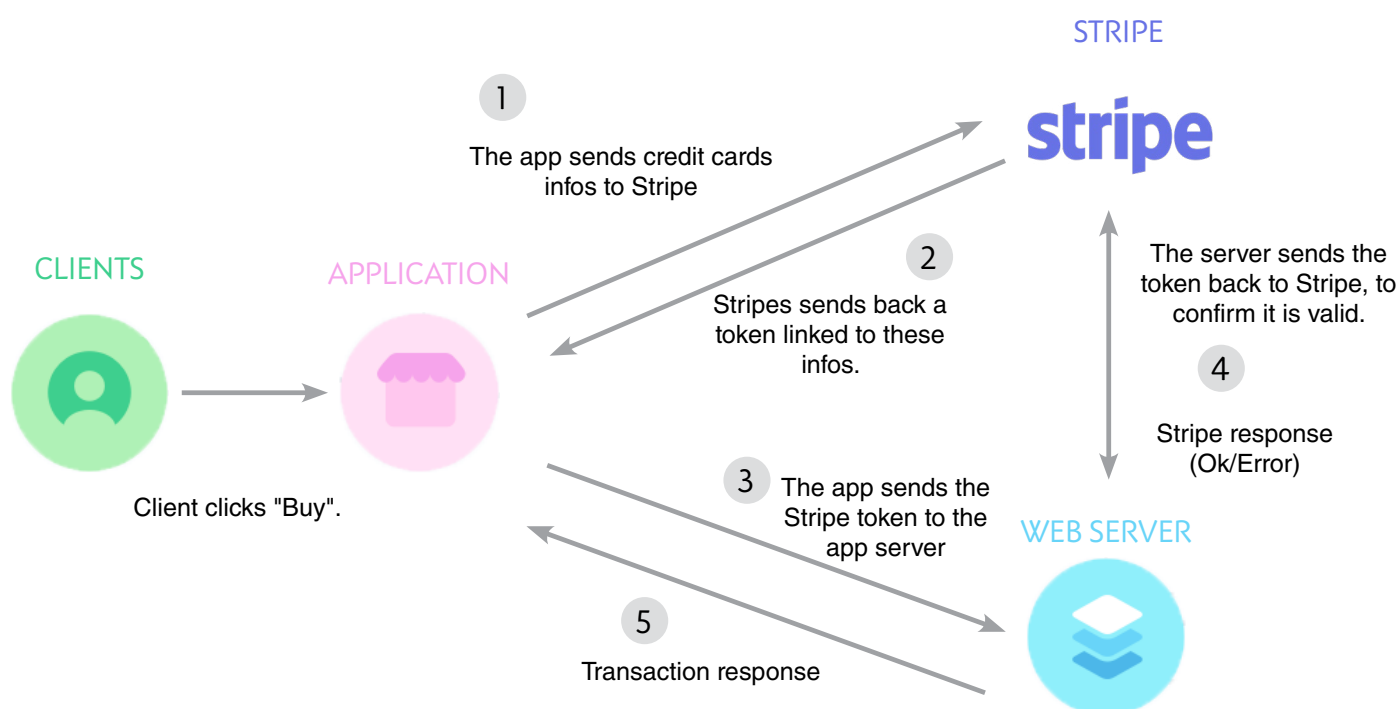 STRIPE
stripe
1
The app sends credit cards
infos to Stripe
2
Stripes sends back a
token linked to these
infos.
The server sends the
token back to Stripe, to
confirm it is valid.
4
Stripe response
(Ok/Error)
CLIENTS
APPLICATION
Client clicks "Buy".
3
The app sends the
Stripe token to the
app server
WEB SERVER
5
Transaction response